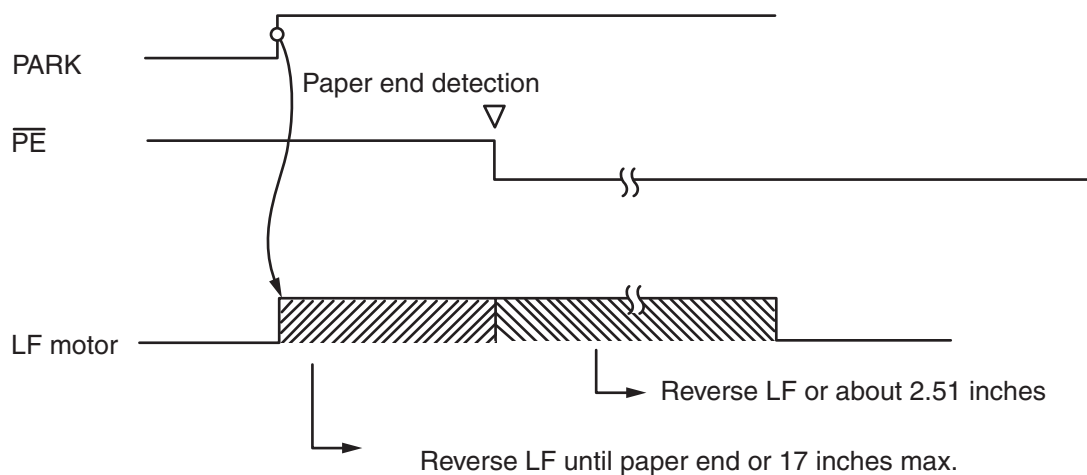 PARK
Paper end detection
P̅E̅
LF motor
Reverse LF or about 2.51 inches
Reverse LF until paper end or 17 inches max.